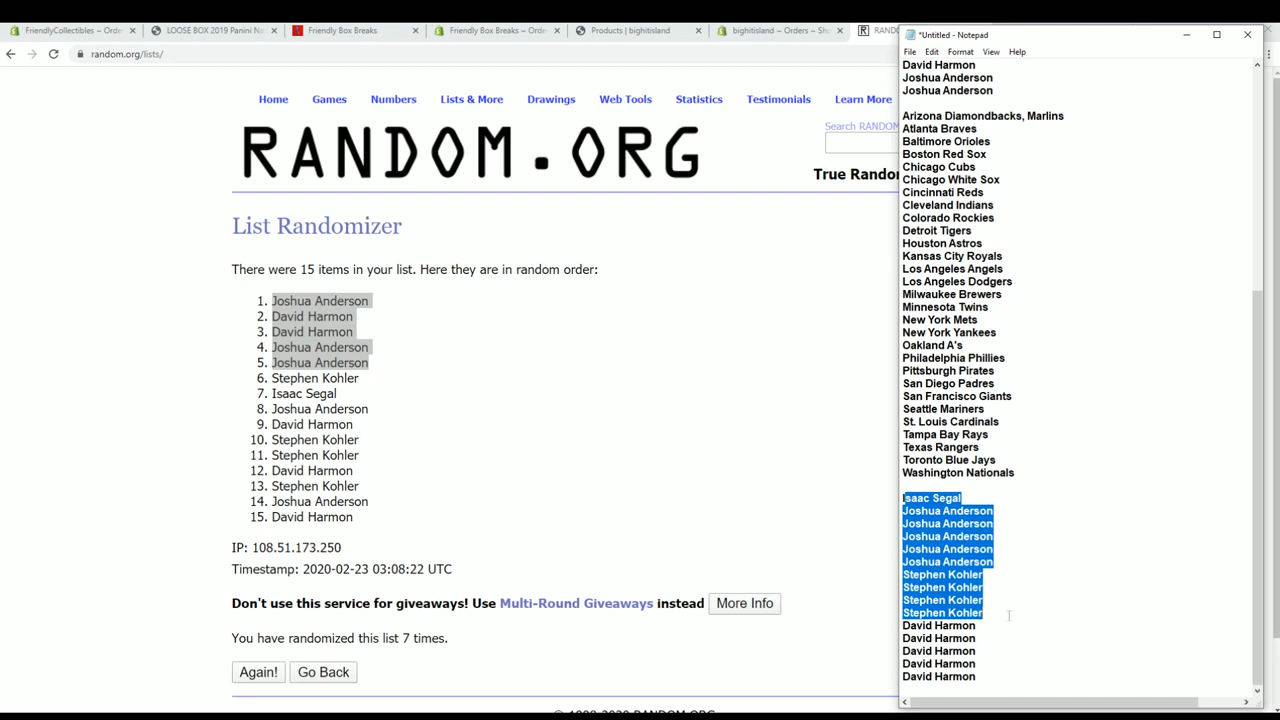 FriendlyCollectibles – Orde
LOOSE BOX 2019 Panini Na
Friendly Box Breaks
Friendly Box Breaks – Orde
Products | bighitisland
bighitisland – Orders – Sh
random.org/lists/
Home
Games
Numbers
Lists & More
Drawings
Web Tools
Statistics
Testimonials
Learn More
RANDOM.ORG
Search RANDOM
True Rando
List Randomizer
There were 15 items in your list. Here they are in random order:
1. Joshua Anderson
2. David Harmon
3. David Harmon
4. Joshua Anderson
5. Joshua Anderson
6. Stephen Kohler
7. Isaac Segal
8. Joshua Anderson
9. David Harmon
10. Stephen Kohler
11. Stephen Kohler
12. David Harmon
13. Stephen Kohler
14. Joshua Anderson
15. David Harmon
IP: 108.51.173.250
Timestamp: 2020-02-23 03:08:22 UTC
Don't use this service for giveaways! Use Multi-Round Giveaways instead More Info
You have randomized this list 7 times.
Again! Go Back
*Untitled - Notepad
File Edit Format View Help
David Harmon
Joshua Anderson
Joshua Anderson
Arizona Diamondbacks, Marlins
Atlanta Braves
Baltimore Orioles
Boston Red Sox
Chicago Cubs
Chicago White Sox
Cincinnati Reds
Cleveland Indians
Colorado Rockies
Detroit Tigers
Houston Astros
Kansas City Royals
Los Angeles Angels
Los Angeles Dodgers
Milwaukee Brewers
Minnesota Twins
New York Mets
New York Yankees
Oakland A's
Philadelphia Phillies
Pittsburgh Pirates
San Diego Padres
San Francisco Giants
Seattle Mariners
St. Louis Cardinals
Tampa Bay Rays
Texas Rangers
Toronto Blue Jays
Washington Nationals
Isaac Segal
Joshua Anderson
Joshua Anderson
Joshua Anderson
Joshua Anderson
Joshua Anderson
Stephen Kohler
Stephen Kohler
Stephen Kohler
Stephen Kohler
David Harmon
David Harmon
David Harmon
David Harmon
David Harmon